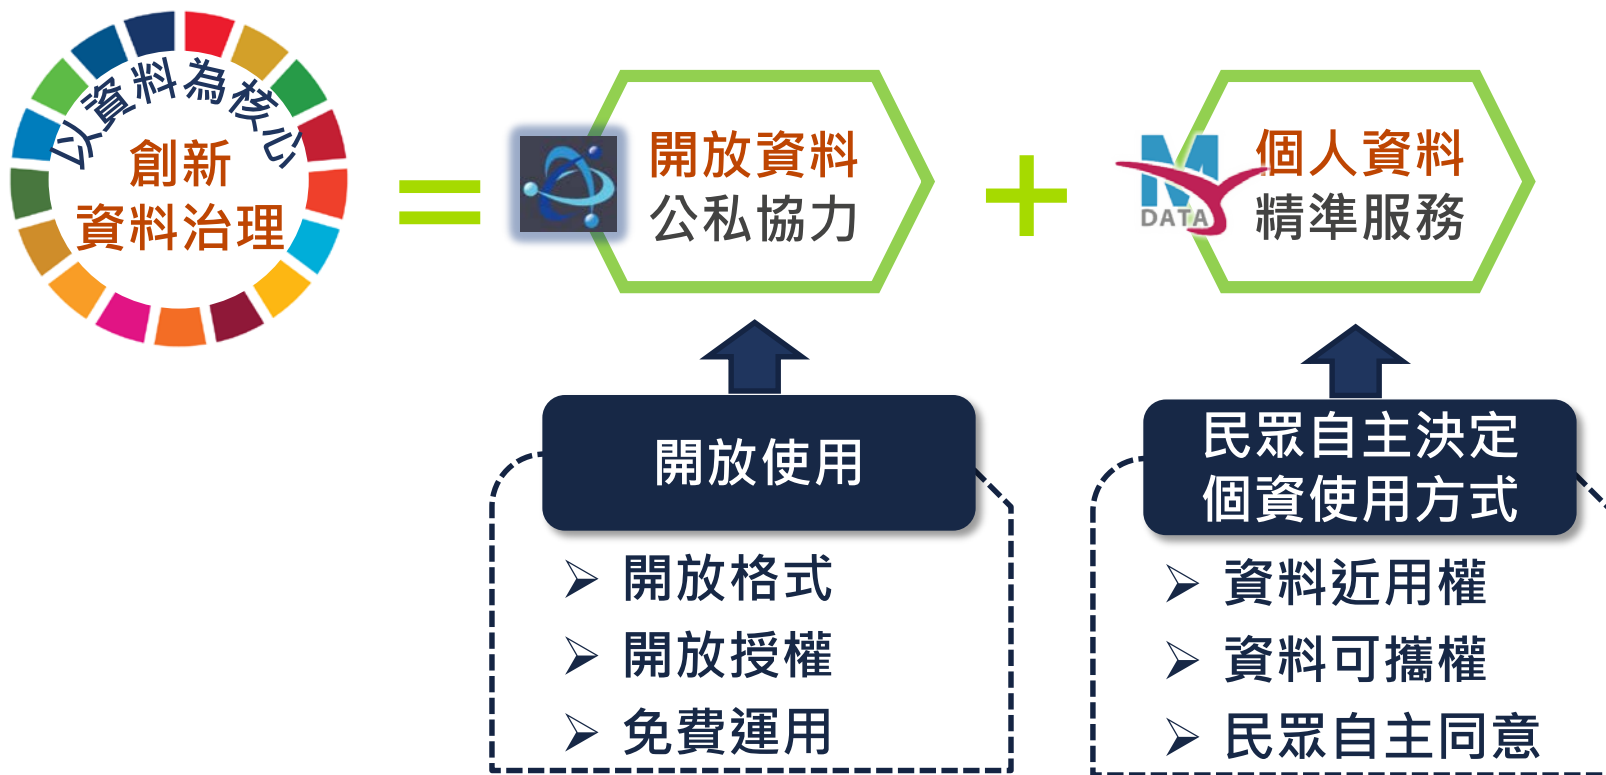 以資料為核心
創新
資料治理
=
開放資料
公私協力
+
M
DATA
個人資料
精準服務
開放使用
➢ 開放格式
➢ 開放授權
➢ 免費運用
民眾自主決定
個資使用方式
➢ 資料近用權
➢ 資料可攜權
➢ 民眾自主同意